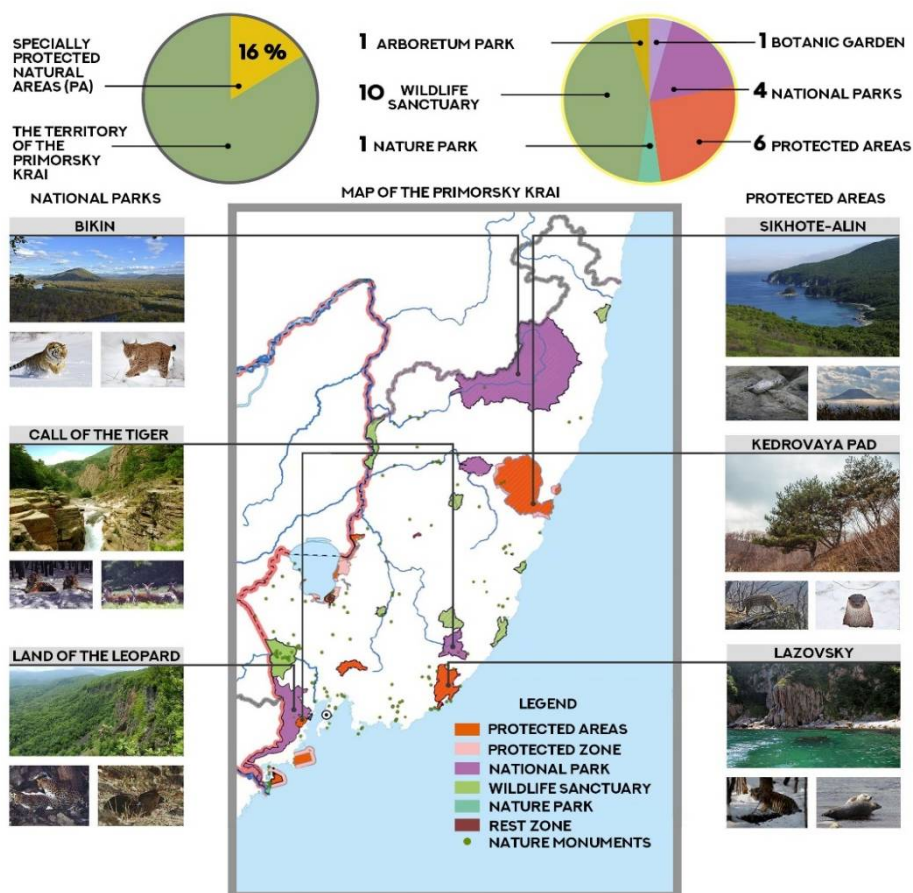 SPECIALLY
PROTECTED
NATURAL
AREAS (PA)
16 %
THE TERRITORY
OF THE
PRIMORSKY
KRAI
1 ARBORETUM PARK
10 WILDLIFE
SANCTUARY
1 NATURE PARK
1 BOTANIC GARDEN
4 NATIONAL PARKS
6 PROTECTED AREAS
NATIONAL PARKS
MAP OF THE PRIMORSKY KRAI
PROTECTED AREAS
BIKIN
CALL OF THE TIGER
LAND OF THE LEOPARD
SIKHOTE-ALIN
KEDROVAYA PAD
LAZOVSKY
LEGEND
PROTECTED AREAS
PROTECTED ZONE
NATIONAL PARK
WILDLIFE SANCTUARY
NATURE PARK
REST ZONE
NATURE MONUMENTS